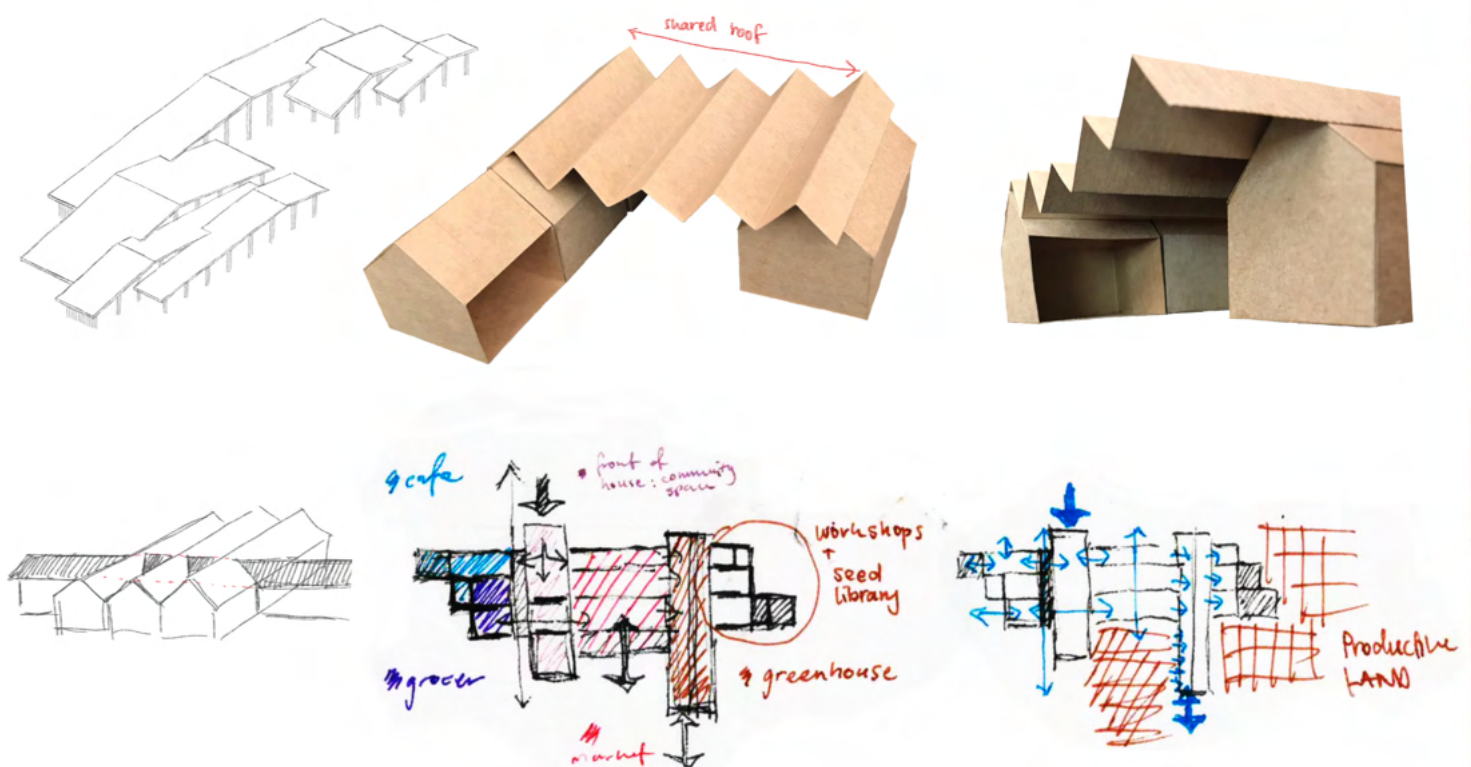 shared roof
cafe
front of
house : community
space
workshops
+
seed
library
grocer
greenhouse
market
Productive
LAND